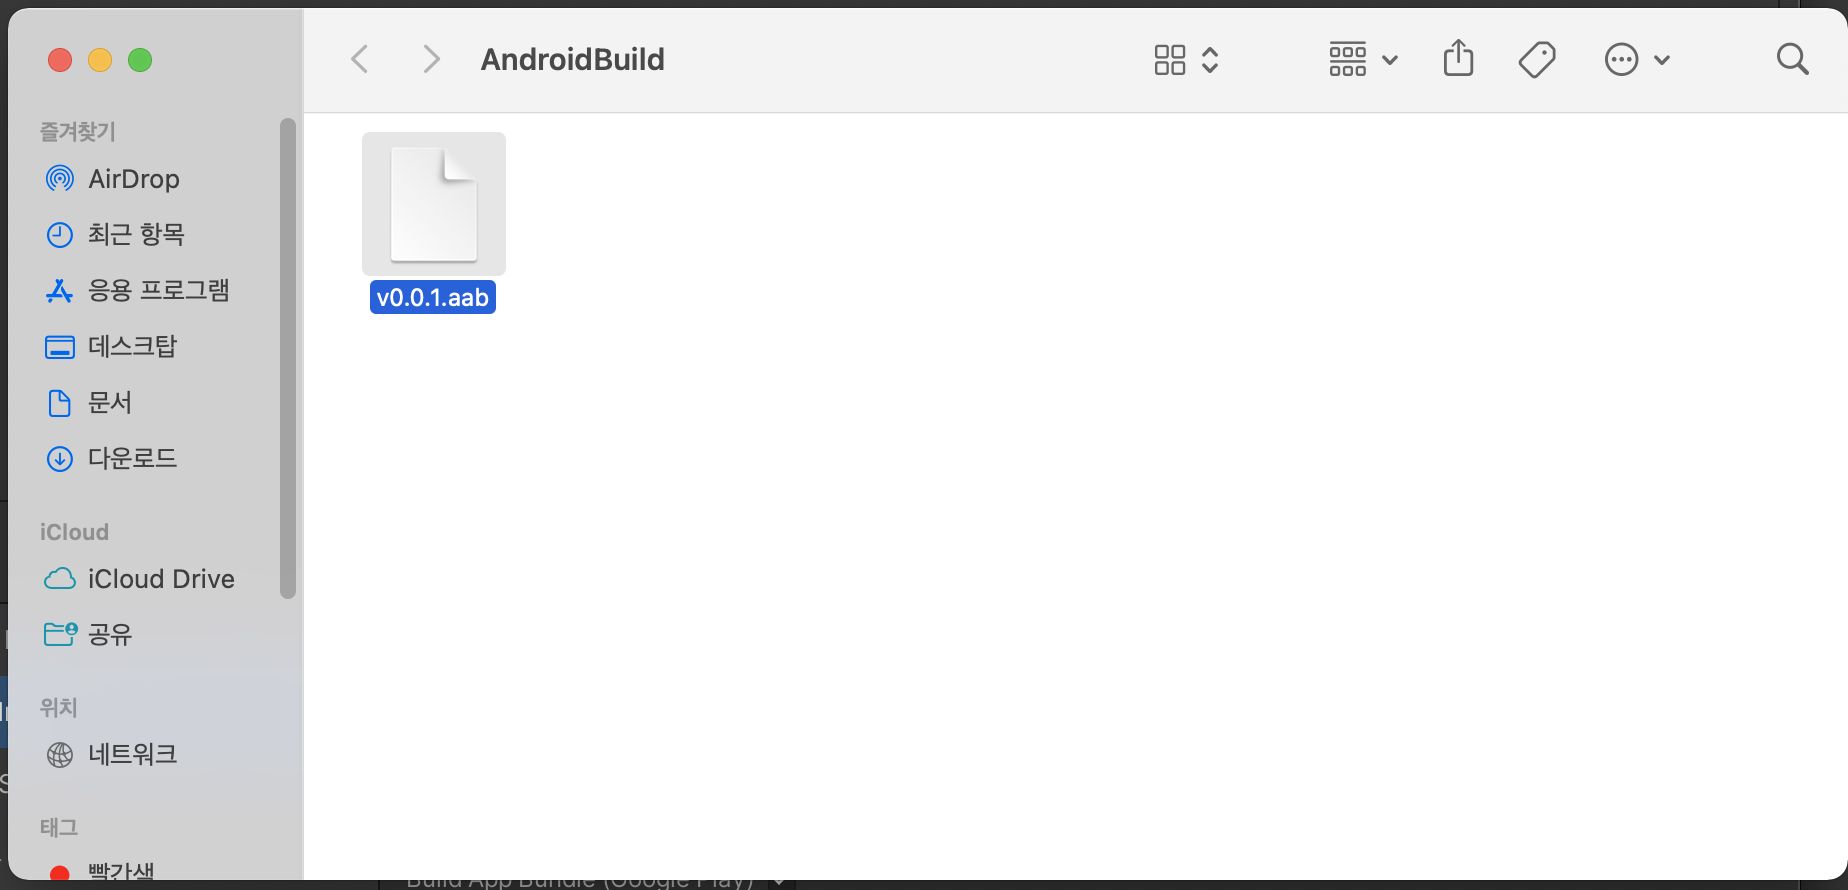 AndroidBuild
즐겨찾기
AirDrop
최근 항목
응용 프로그램
데스크탑
문서
다운로드
iCloud
iCloud Drive
공유
위치
네트워크
태그
빨간색
v0.0.1.aab
Build App Bundle (Google Play)